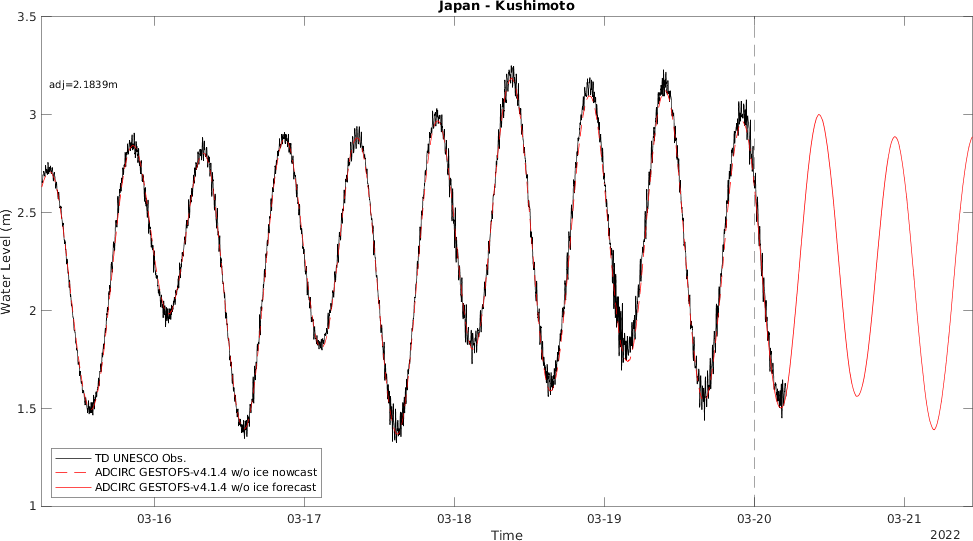 Japan - Kushimoto
3.5
adj=2.1839m
3
2.5
Water Level (m)
2
1.5
TD UNESCO Obs.
ADCIRC GESTOFS-v4.1.4 w/o ice nowcast
ADCIRC GESTOFS-v4.1.4 w/o ice forecast
1
03-16 03-17 03-18 03-19 03-20 03-21
Time
2022